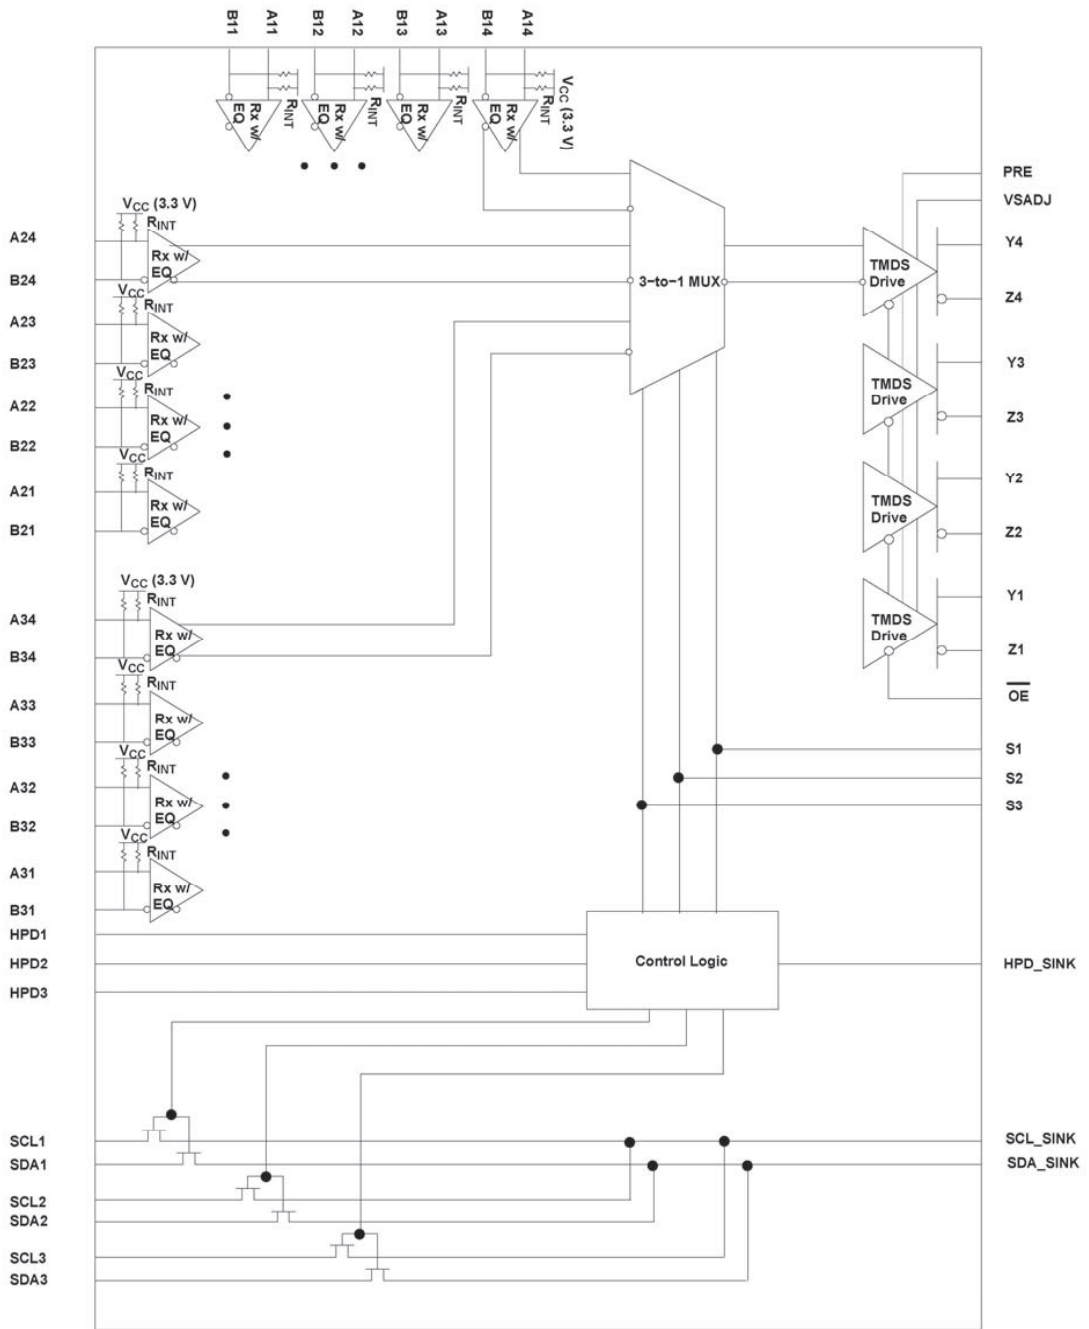 B11
A11
B12
A12
B13
A13
B14
A14
RINT
Rx w/
EQ
RINT
Rx w/
EQ
RINT
Rx w/
EQ
RINT
Rx w/
EQ
VCC (3.3 V)
VCC (3.3 V)
RINT
A24
Rx w/
EQ
B24
VCC
RINT
A23
Rx w/
EQ
B23
VCC
RINT
A22
Rx w/
EQ
B22
VCC
RINT
A21
Rx w/
EQ
B21
VCC (3.3 V)
RINT
A34
Rx w/
EQ
B34
VCC
RINT
A33
Rx w/
EQ
B33
VCC
RINT
A32
Rx w/
EQ
B32
VCC
RINT
A31
Rx w/
EQ
B31
3-to-1 MUX
PRE
VSADJ
TMDS
Drive
Y4
Z4
TMDS
Drive
Y3
Z3
TMDS
Drive
Y2
Z2
TMDS
Drive
Y1
Z1
OE
S1
S2
S3
HPD1
HPD2
HPD3
Control Logic
HPD_SINK
SCL1
SDA1
SCL2
SDA2
SCL3
SDA3
SCL_SINK
SDA_SINK